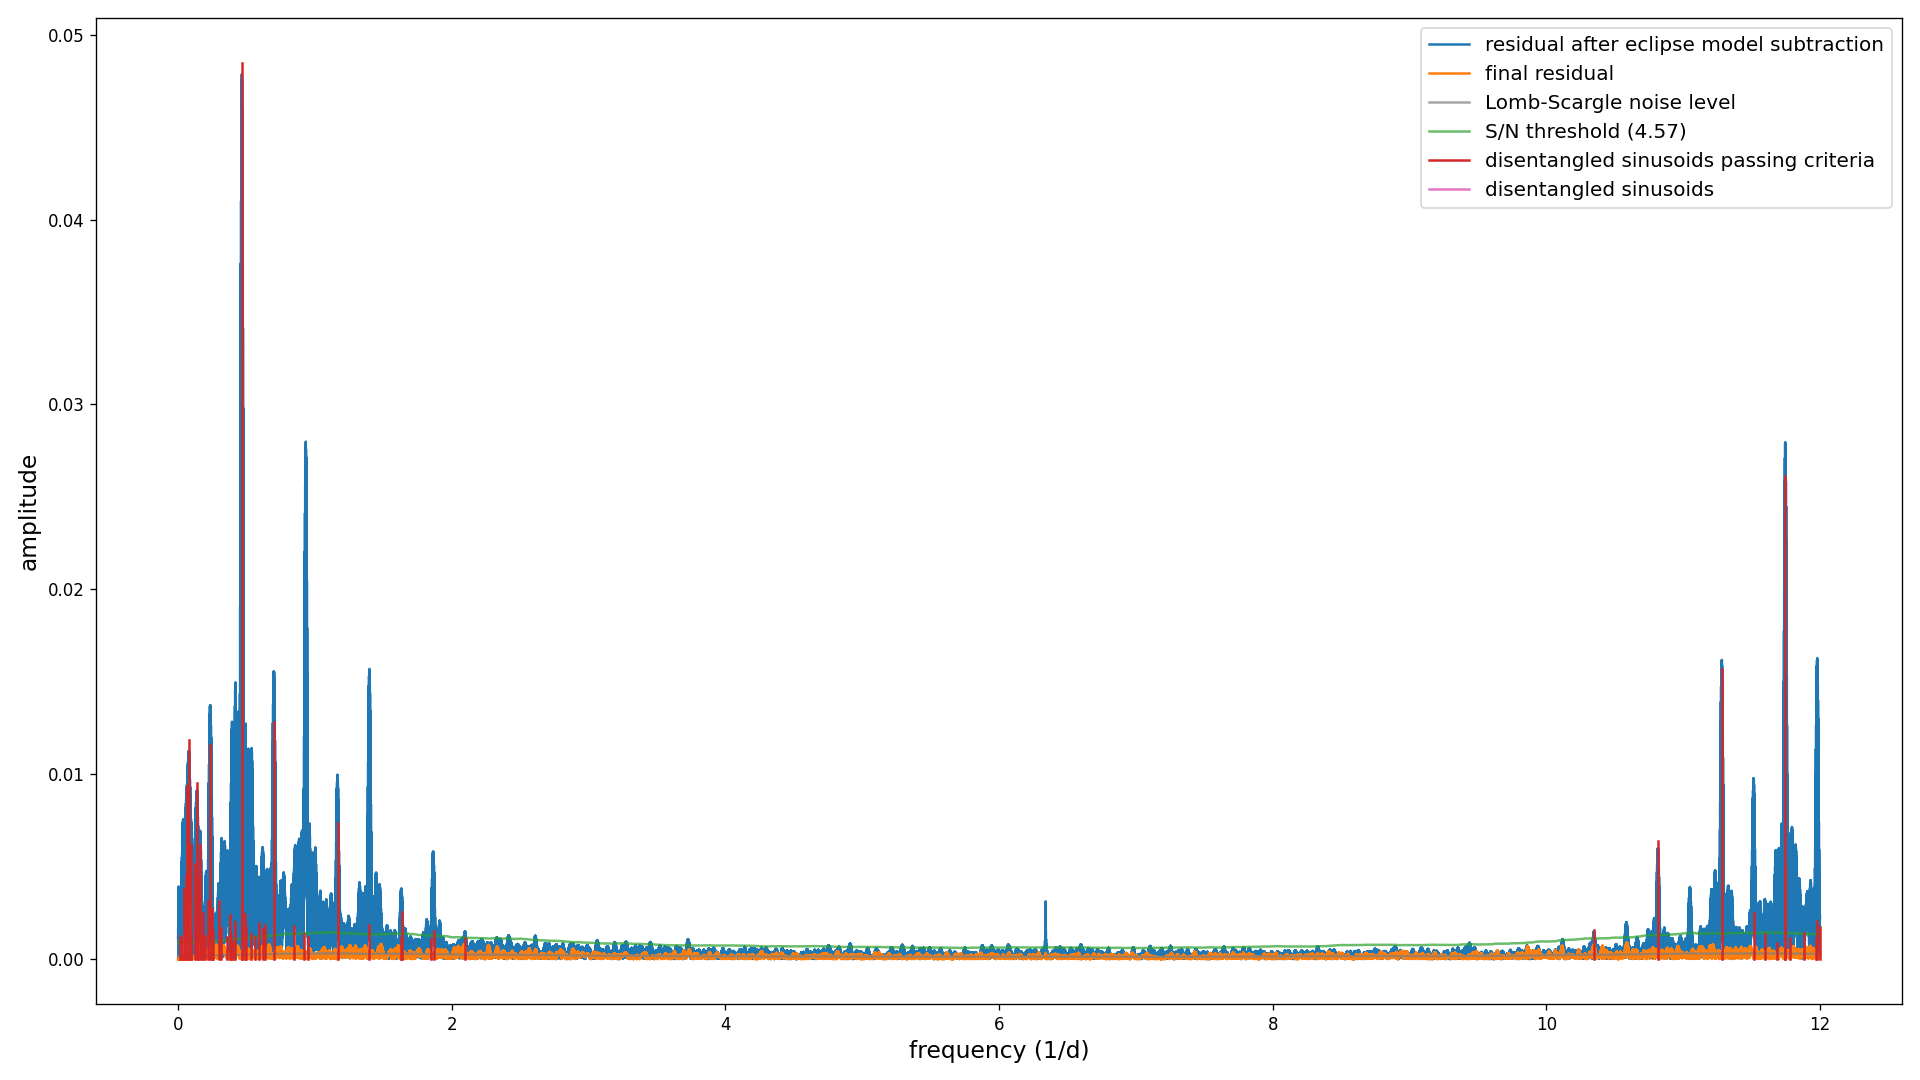 0.05
0.04
0.03
0.02
0.01
0.00
amplitude
0
2
4
6
8
10
12
frequency (1/d)
residual after eclipse model subtraction
final residual
Lomb-Scargle noise level
S/N threshold (4.57)
disentangled sinusoids passing criteria
disentangled sinusoids